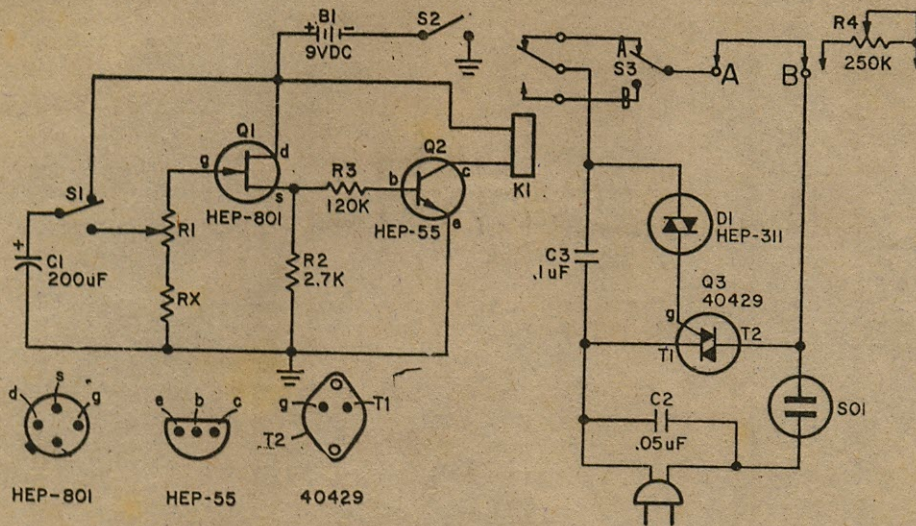 B1
+ -
9VDC
S2
R4
250K
A
S3
B
A
B
Q1
g
d
s
HEP-801
R3
120K
Q2
b
c
e
HEP-55
K1
S1
+
C1
200uF
R1
RX
R2
2.7K
D1
HEP-311
C3
.1uF
Q3
40429
g
T1
T2
C2
.05uF
SO1
d
s
g
HEP-801
e
b
c
HEP-55
g
T1
T2
40429